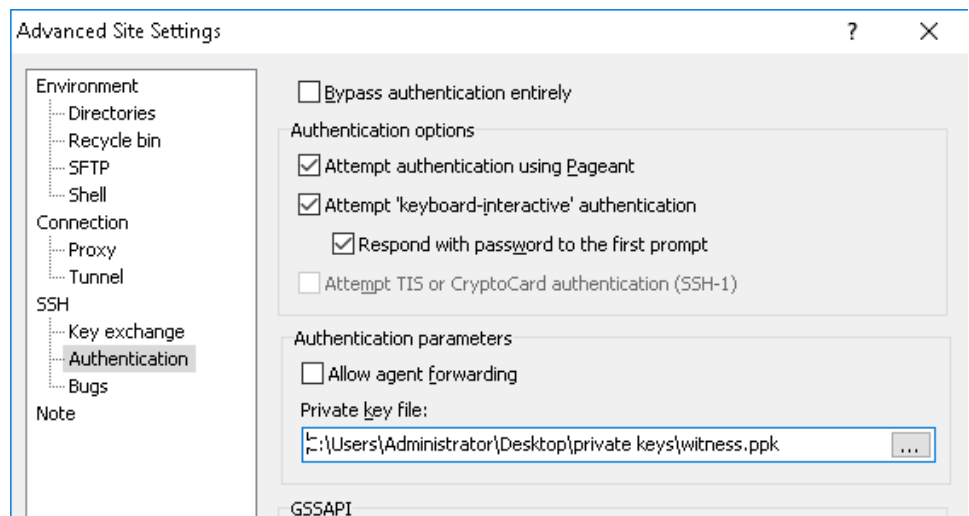 Advanced Site Settings
?
Environment
Directories
Recycle bin
SFTP
Shell
Connection
Proxy
Tunnel
SSH
Key exchange
Authentication
Bugs
Note
Bypass authentication entirely
Authentication options
Attempt authentication using Pageant
Attempt 'keyboard-interactive' authentication
Respond with password to the first prompt
Attempt TIS or CryptoCard authentication (SSH-1)
Authentication parameters
Allow agent forwarding
Private key file:
C:\Users\Administrator\Desktop\private keys\witness.ppk
...
GSSAPI